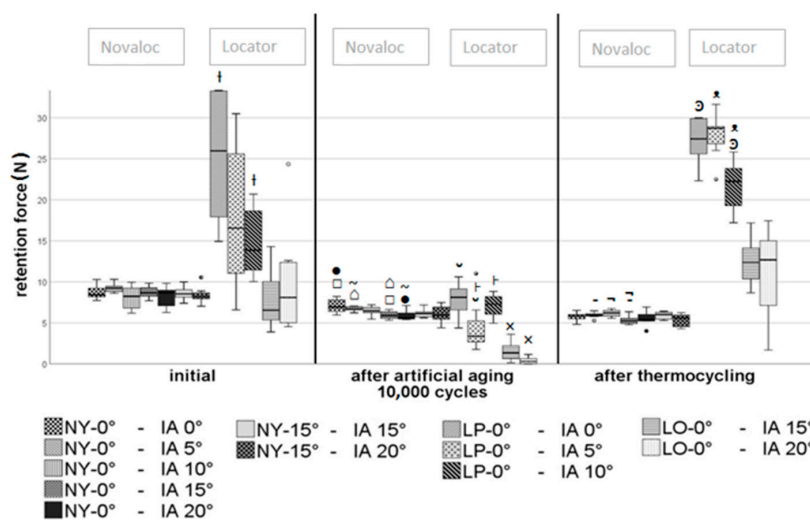 Novaloc Locator Novaloc Locator Novaloc Locator
retention force(N)
30
25
20
15
10
5
0
initial after artificial aging after thermocycling
10,000 cycles
NY-0° - IA 0° NY-15° - IA 15° LP-0° - IA 0° LO-0° - IA 15°
NY-0° - IA 5° NY-15° - IA 20° LP-0° - IA 5° LO-0° - IA 20°
NY-0° - IA 10° LP-0° - IA 10°
NY-0° - IA 15°
NY-0° - IA 20°